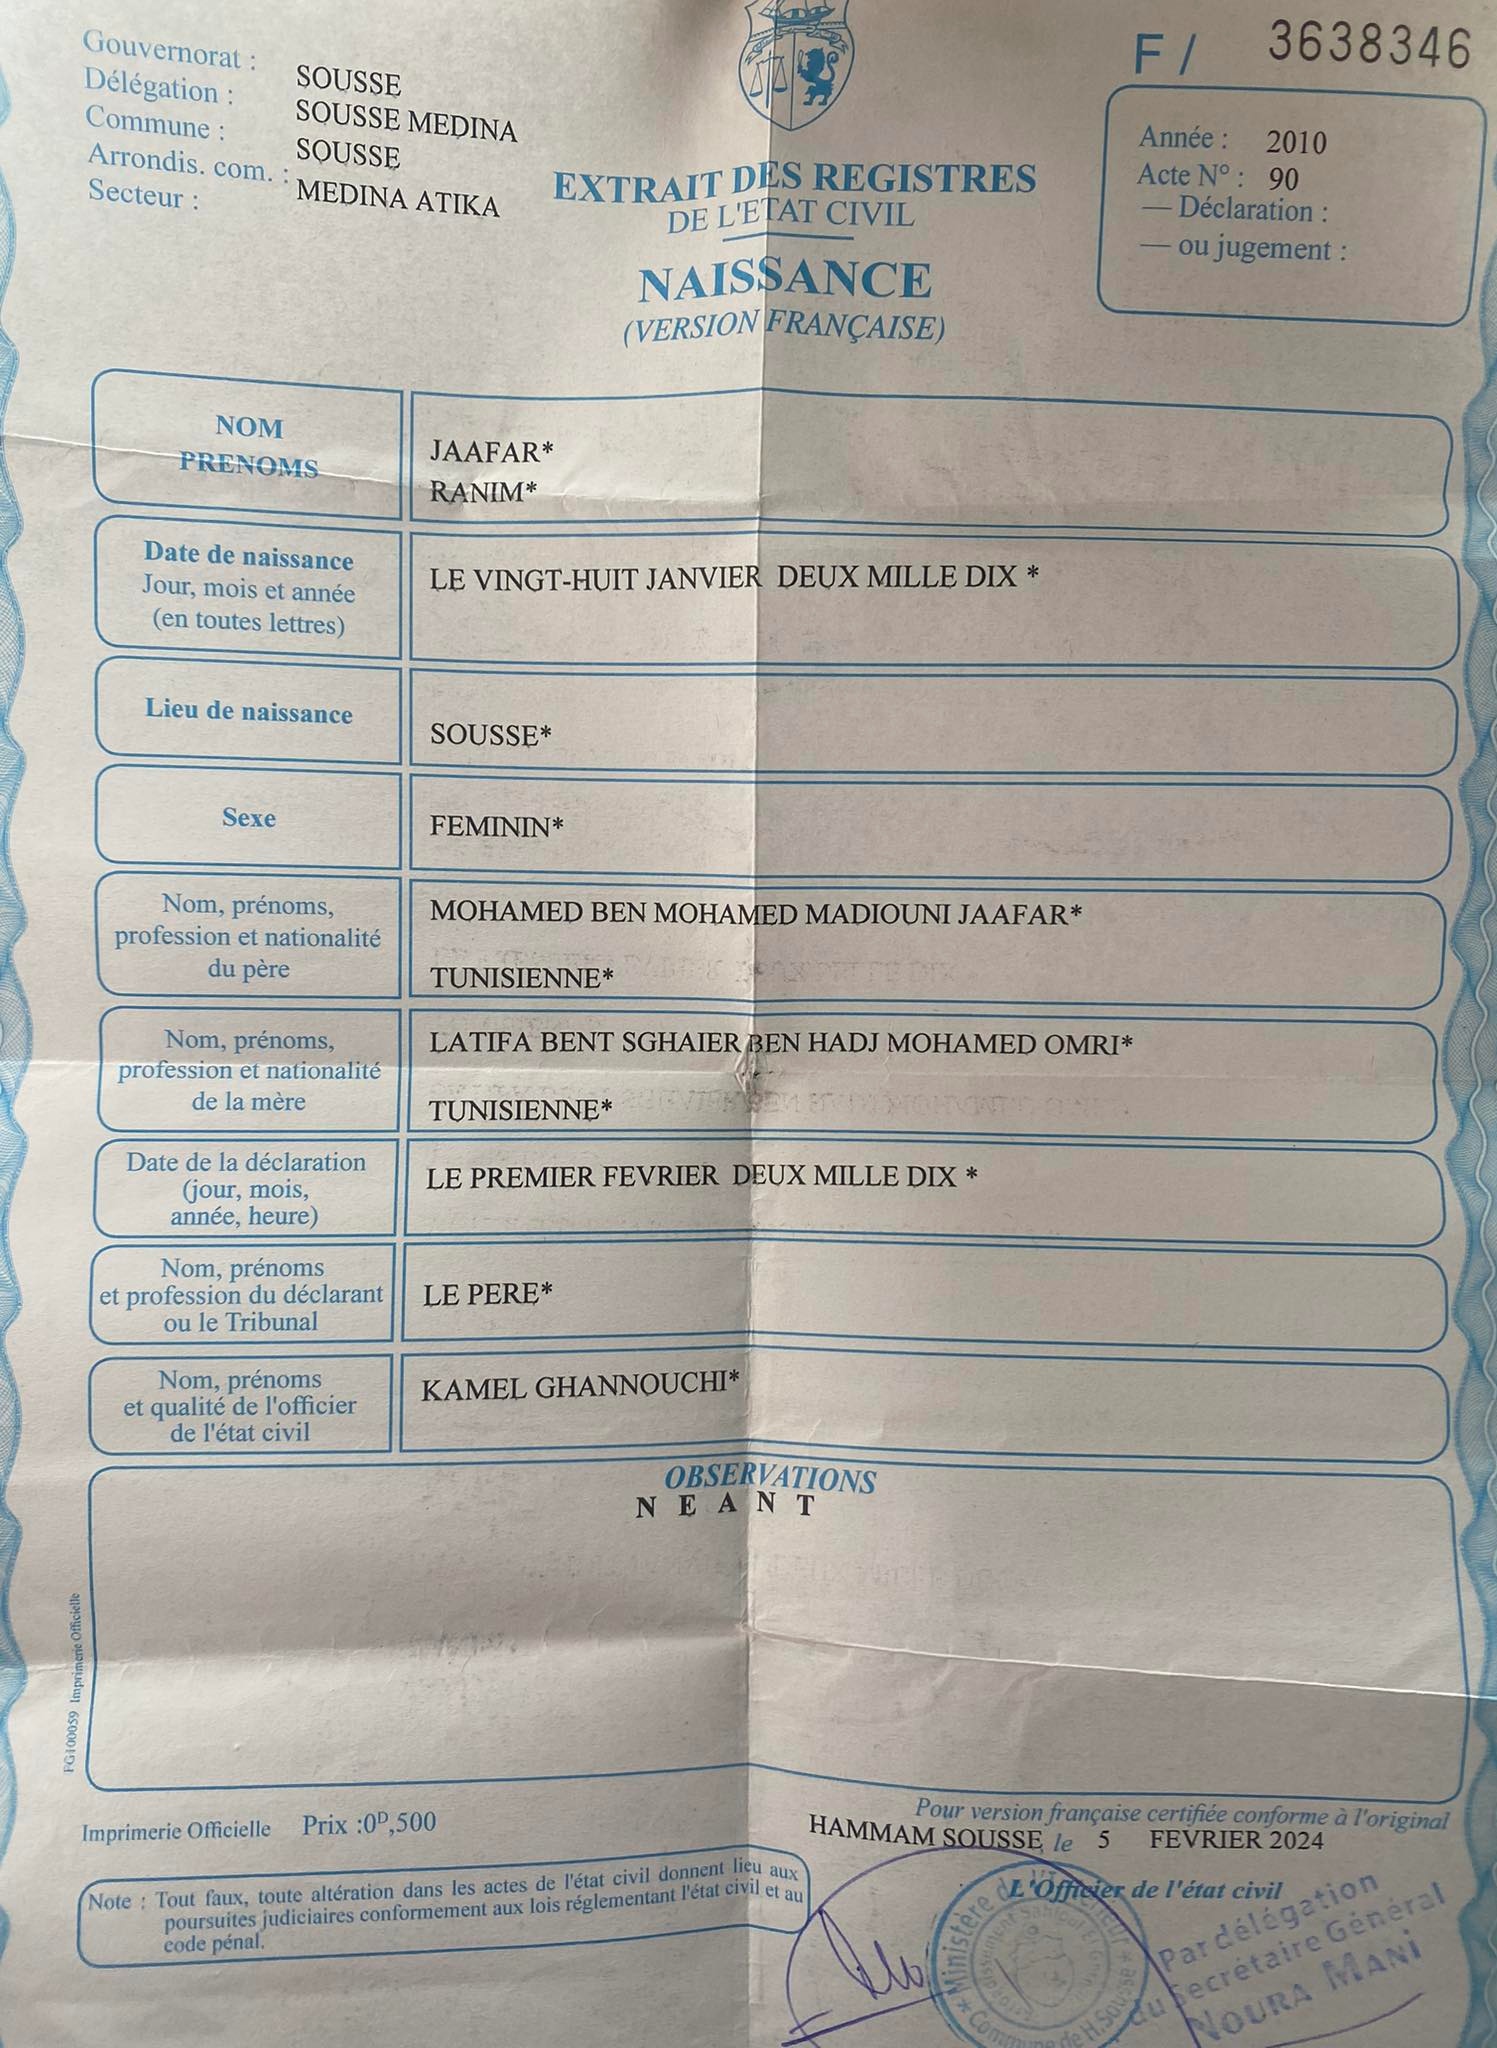 Gouvernorat : SOUSSE
Délégation : SOUSSE MEDINA
Commune : SOUSSE
Arrondis. com. : MEDINA ATIKA
Secteur :
F / 3638346
Année : 2010
Acte N° : 90
— Déclaration :
— ou jugement :
EXTRAIT DES REGISTRES
DE L'ETAT CIVIL
NAISSANCE
(VERSION FRANÇAISE)
NOM
PRENOMS
JAAFAR*
RANIM*
Date de naissance
Jour, mois et année
(en toutes lettres)
LE VINGT-HUIT JANVIER DEUX MILLE DIX *
Lieu de naissance
SOUSSE*
Sexe
FEMININ*
Nom, prénoms,
profession et nationalité
du père
MOHAMED BEN MOHAMED MADIOUNI JAAFAR*
TUNISIENNE*
Nom, prénoms,
profession et nationalité
de la mère
LATIFA BENT SGHAIER BEN HADJ MOHAMED OMRI*
TUNISIENNE*
Date de la déclaration
(jour, mois,
année, heure)
LE PREMIER FEVRIER DEUX MILLE DIX *
Nom, prénoms
et profession du déclarant
ou le Tribunal
LE PERE*
Nom, prénoms
et qualité de l'officier
de l'état civil
KAMEL GHANNOUCHI*
OBSERVATIONS
N E A N T
FG100059 Imprimerie Officielle
Imprimerie Officielle Prix :0D,500
Pour version française certifiée conforme à l'original
HAMMAM SOUSSE, le 5 FEVRIER 2024
L'Officier de l'état civil
Note : Tout faux, toute altération dans les actes de l'état civil donnent lieu aux
poursuites judiciaires conformement aux lois réglementant l'état civil et au
code pénal.
Par délégation
du Secrétaire Général
NOURA MANI
Ministère de l'Intérieur
Commune de H.Sousse